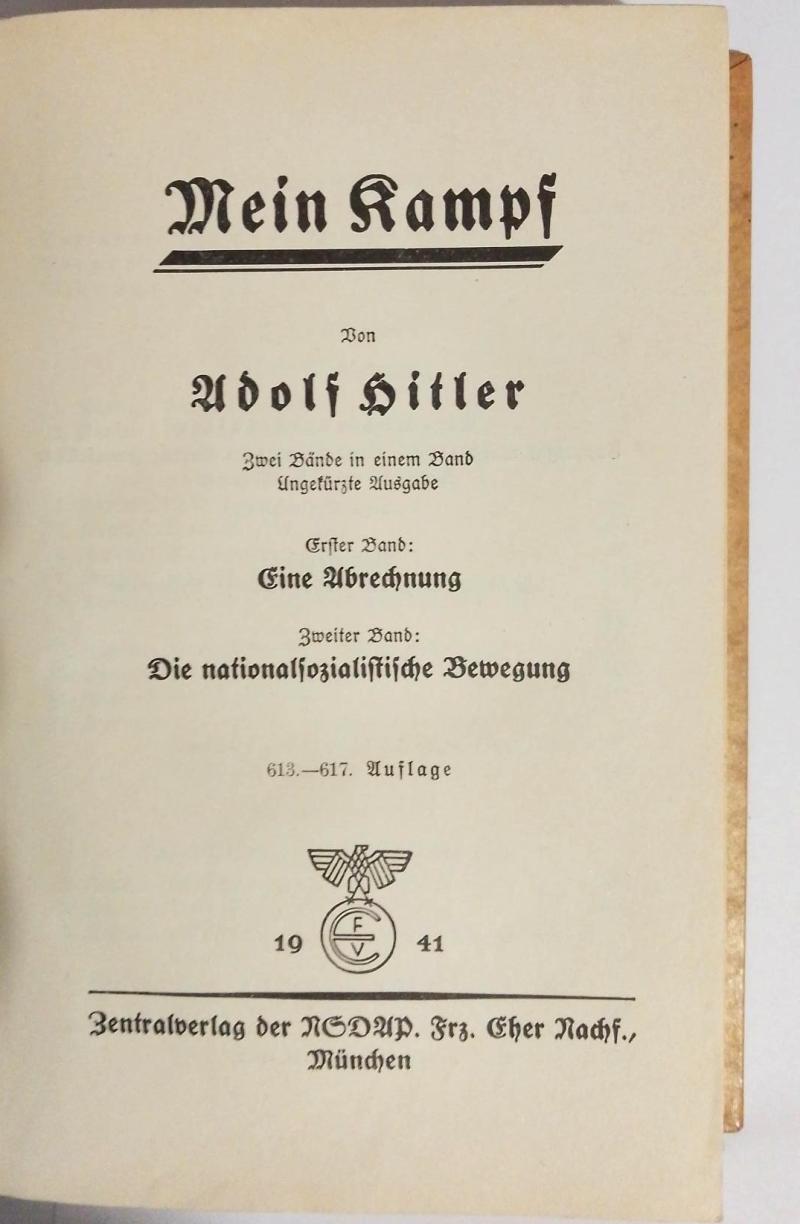 Mein Kampf
Von
Adolf Hitler
Zwei Bände in einem Band
Ungekürzte Ausgabe
Erster Band:
Eine Abrechnung
Zweiter Band:
Die nationalsozialistische Bewegung
613.—617. Auflage
19 F E V 41
Zentralverlag der NSDAP. Frz. Eher Nachf.,
München